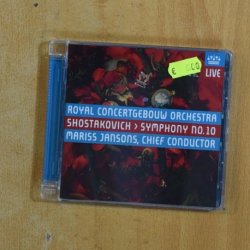 LIVE
ROYAL CONCERTGEBOUW ORCHESTRA
SHOSTAKOVICH > SYMPHONY NO.10
MARISS JANSONS, CHIEF CONDUCTOR